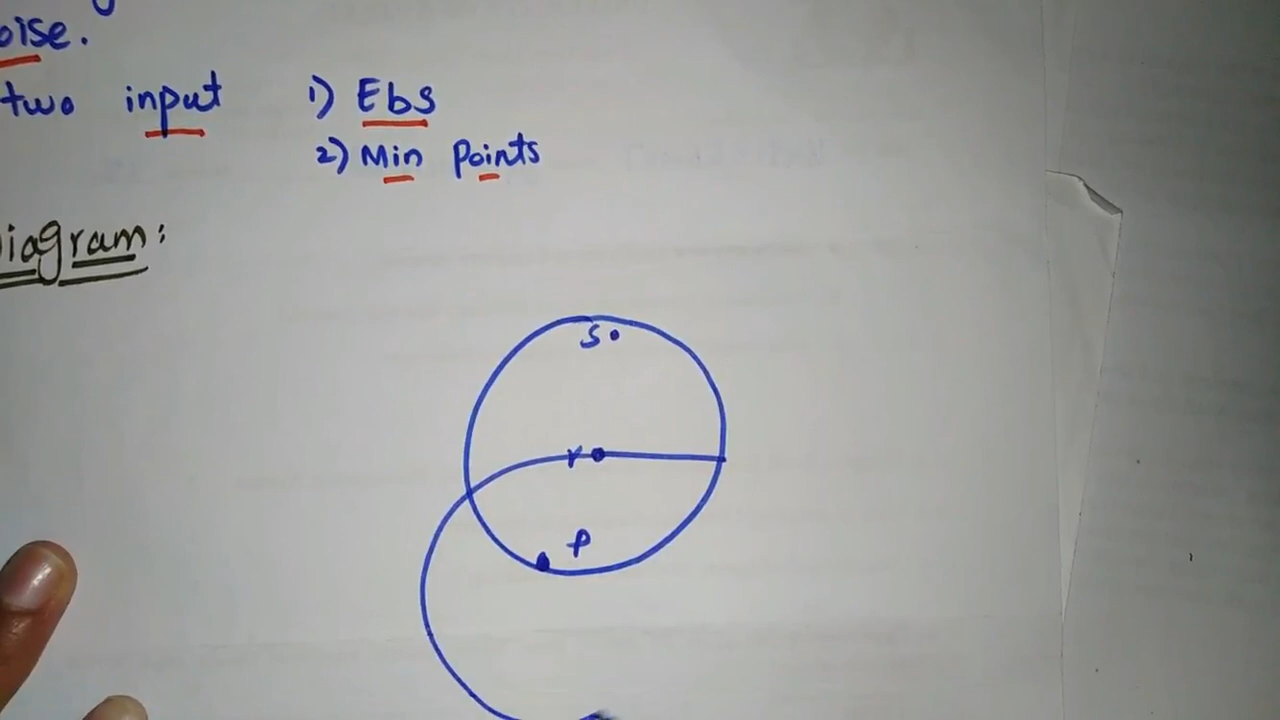 oise.
two input 1) Ebs
2) Min Points
iagram:
S
r
P